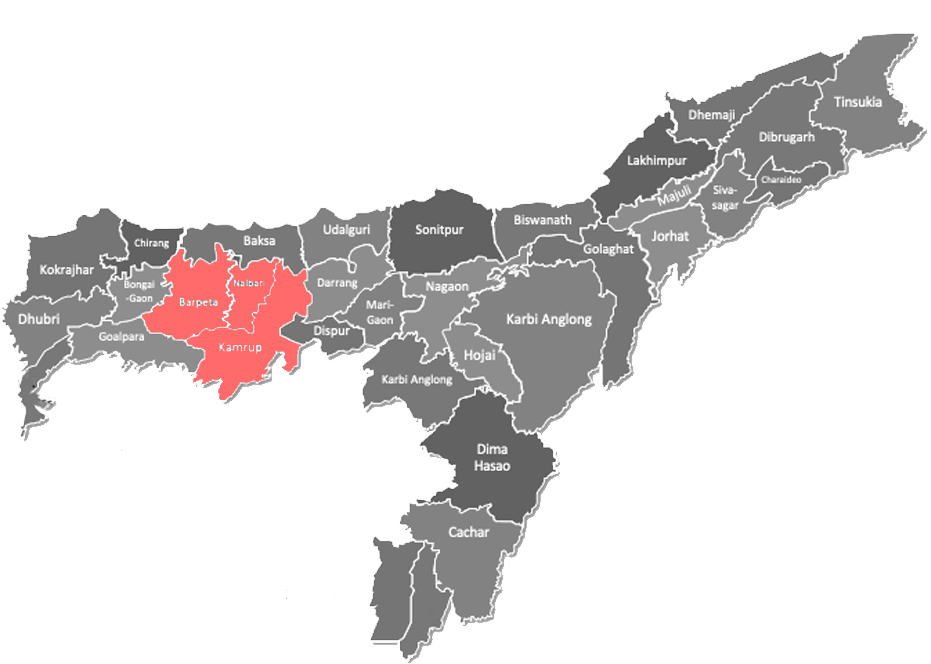 Tinsukia
Dhemaji
Dibrugarh
Lakhimpur
Charaideo
Majuli
Siva-
sagar
Biswanath
Sonitpur
Udalguri
Jorhat
Baksa
Chirang
Golaghat
Kokrajhar
Bongai
-Gaon
Nalbari
Darrang
Nagaon
Barpeta
Mari-
Gaon
Dhubri
Karbi Anglong
Dispur
Goalpara
Kamrup
Hojai
Karbi Anglong
Dima
Hasao
Cachar